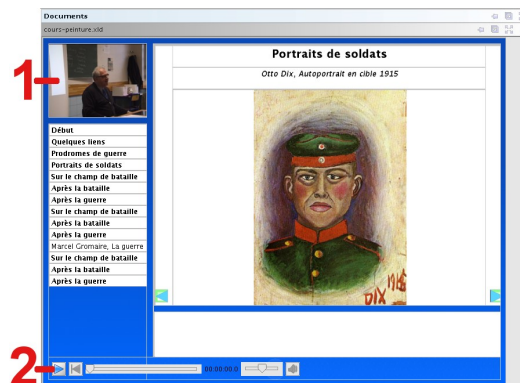 Documents
cours-peinture.xld
1
Portraits de soldats
Otto Dix, Autoportrait en cible 1915
Début
Quelques liens
Prodromes de guerre
Portraits de soldats
Sur le champ de bataille
Après la bataille
Après la guerre
Sur le champ de bataille
Après la bataille
Après la guerre
Marcel Gromaire, La guerre
Sur le champ de bataille
Après la bataille
Après la guerre
DIX 1915
2
00:00:00.0